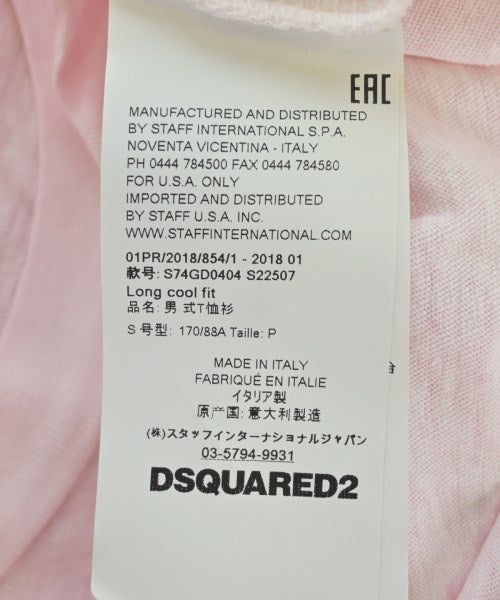 EAC
MANUFACTURED AND DISTRIBUTED
BY STAFF INTERNATIONAL S.P.A.
NOVENTA VICENTINA - ITALY
PH 0444 784500 FAX 0444 784580
FOR U.S.A. ONLY
IMPORTED AND DISTRIBUTED
BY STAFF U.S.A. INC.
WWW.STAFFINTERNATIONAL.COM
01PR/2018/854/1 - 2018 01
款号: S74GD0404 S22507
Long cool fit
品名: 男 式T恤衫
S 号型: 170/88A Taille: P
MADE IN ITALY
FABRIQUÉ EN ITALIE
イタリア製
原产国: 意大利製造
(株)スタッフインターナショナルジャパン
03-5794-9931
DSQUARED2